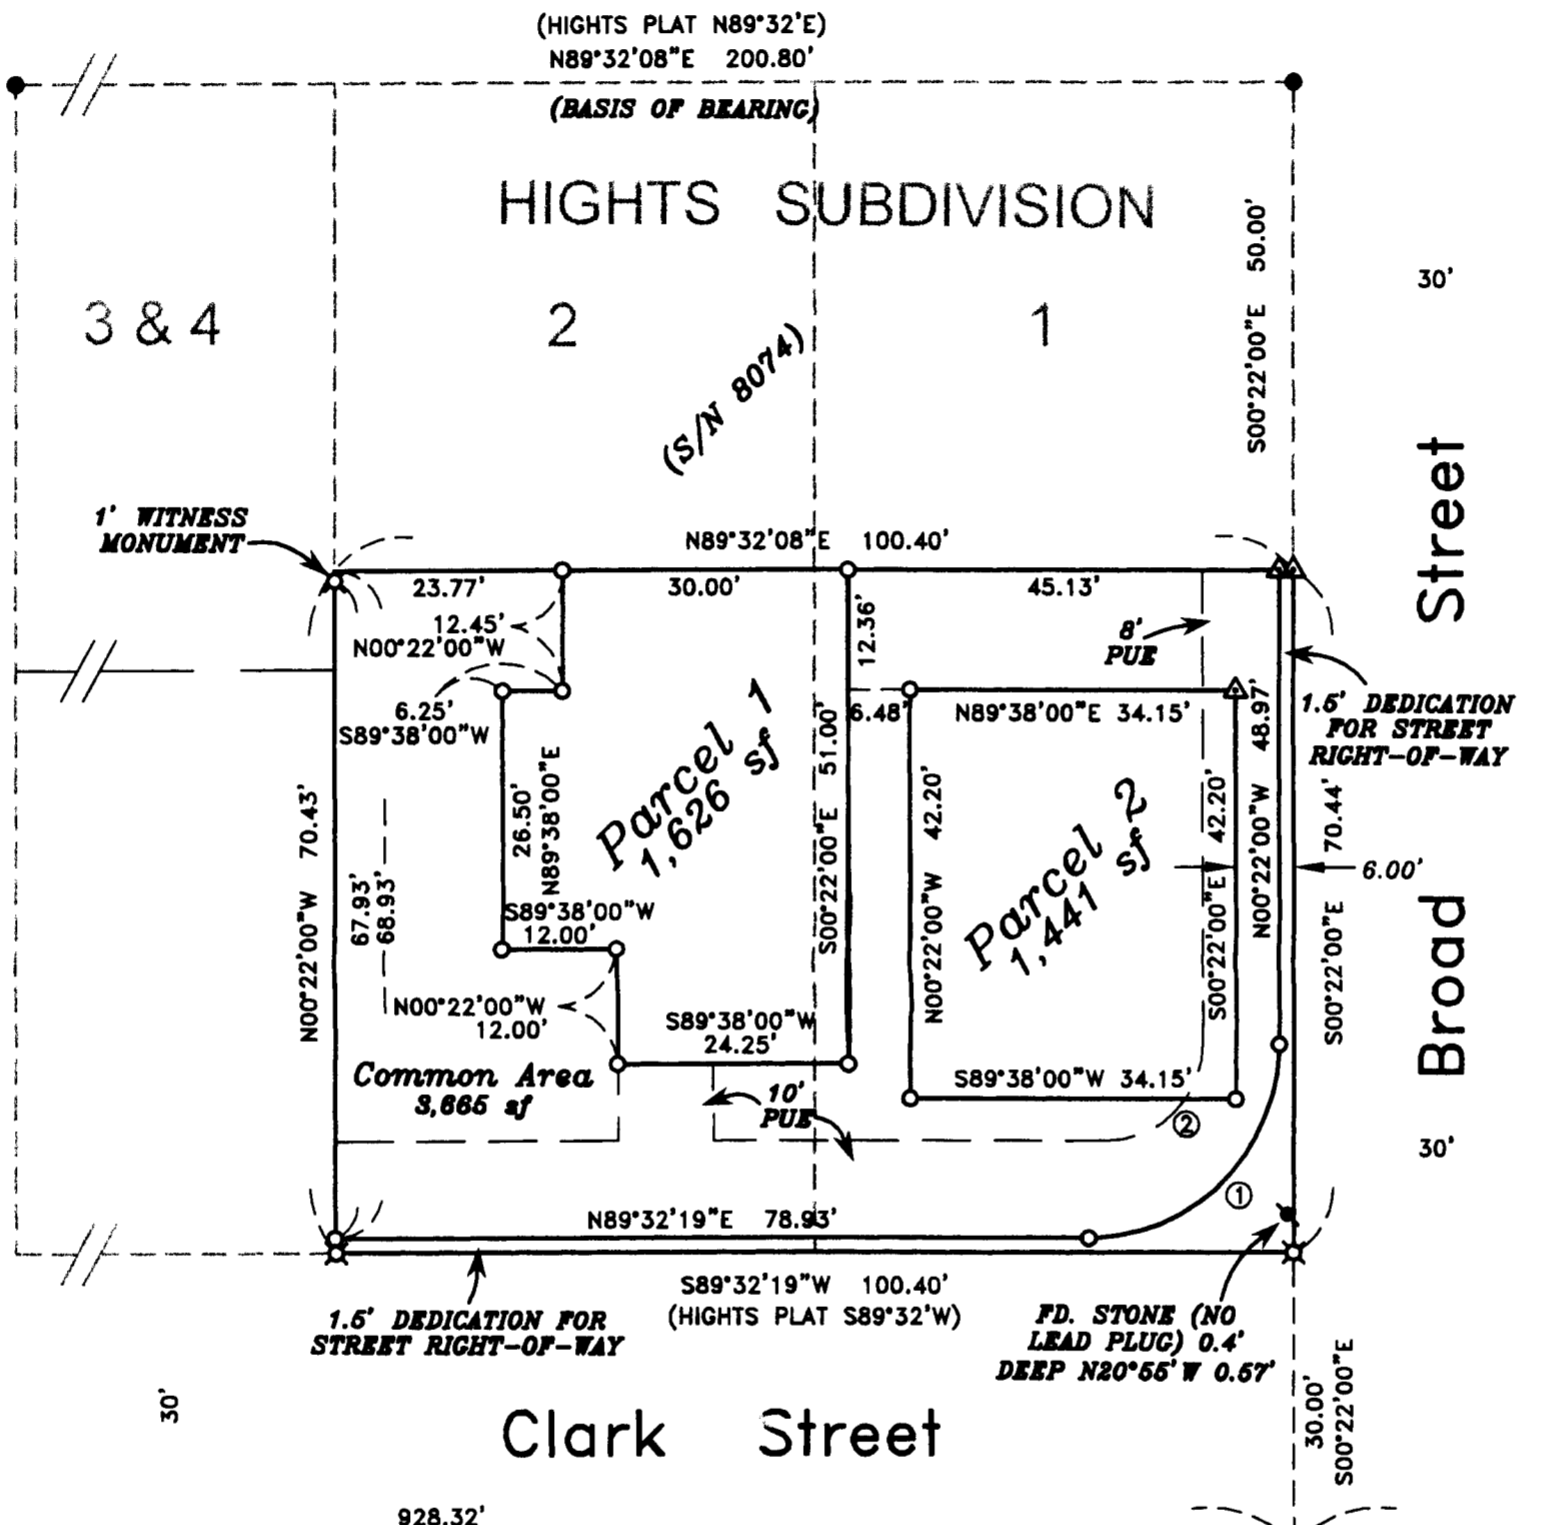 (HIGHTS PLAT N89°32'E)
N89°32'08"E 200.80'
(BASIS OF BEARING)
HIGHTS SUBDIVISION
3 & 4
2
1
(S/N 8074)
S00°22'00"E 50.00'
30'
Street
1' WITNESS
MONUMENT
N89°32'08"E 100.40'
23.77'
30.00'
45.13'
12.45'
N00°22'00"W
12.36'
8'
PUE
6.25'
S89°38'00"W
6.48'
N89°38'00"E 34.15'
1.5' DEDICATION
FOR STREET
RIGHT-OF-WAY
N00°22'00"W 70.43'
67.93'
68.93'
26.50'
N89°38'00"E
Parcel 1
1,626 sf
S00°22'00"E 51.00'
N00°22'00"W 42.20'
Parcel 2
1,441 sf
S00°22'00"E 42.20'
N00°22'00"W 48.97'
S00°22'00"E 70.44'
6.00'
S89°38'00"W
12.00'
N00°22'00"W
12.00'
S89°38'00"W
24.25'
Broad
Common Area
3,665 sf
10'
PUE
S89°38'00"W 34.15'
2
1
30'
N89°32'19"E 78.93'
S89°32'19"W 100.40'
(HIGHTS PLAT S89°32'W)
1.5' DEDICATION FOR
STREET RIGHT-OF-WAY
FD. STONE (NO
LEAD PLUG) 0.4'
DEEP N20°55'W 0.57'
30'
Clark Street
30.00'
S00°22'00"E
928.32'